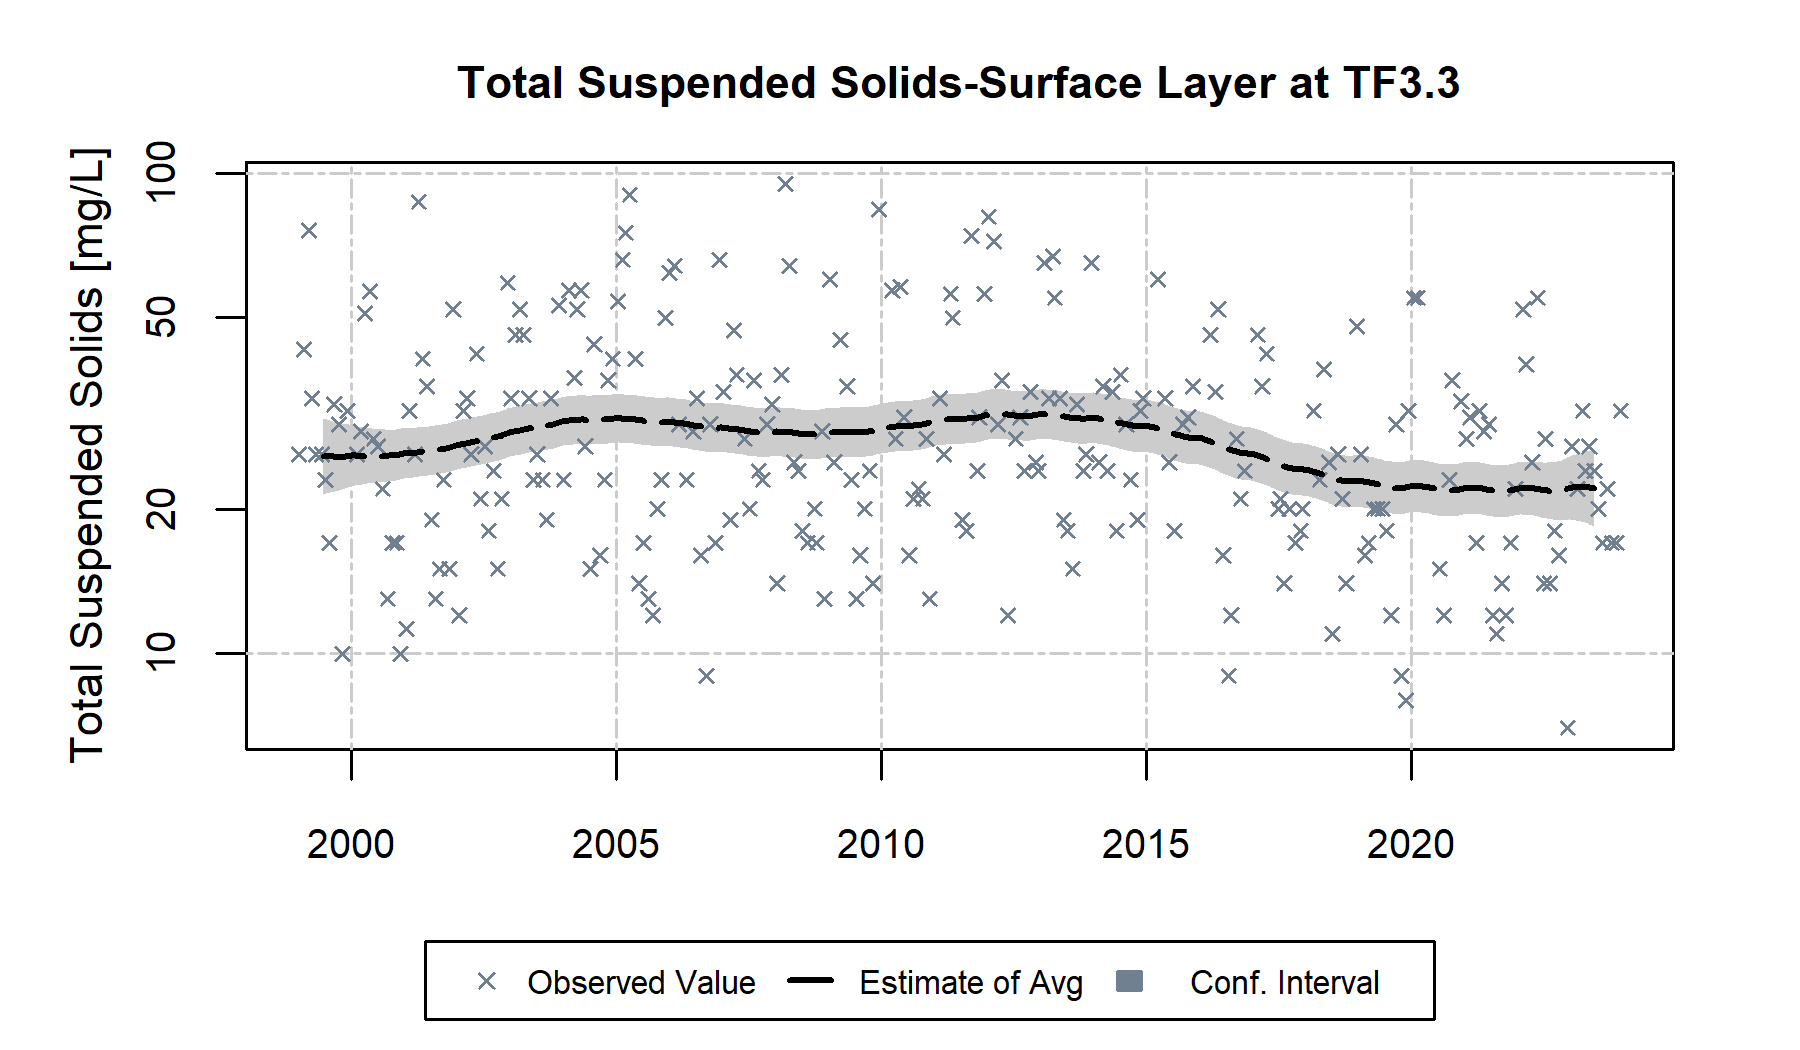 Total Suspended Solids-Surface Layer at TF3.3
Total Suspended Solids [mg/L]
100
50
20
10
2000 2005 2010 2015 2020
Observed Value Estimate of Avg Conf. Interval